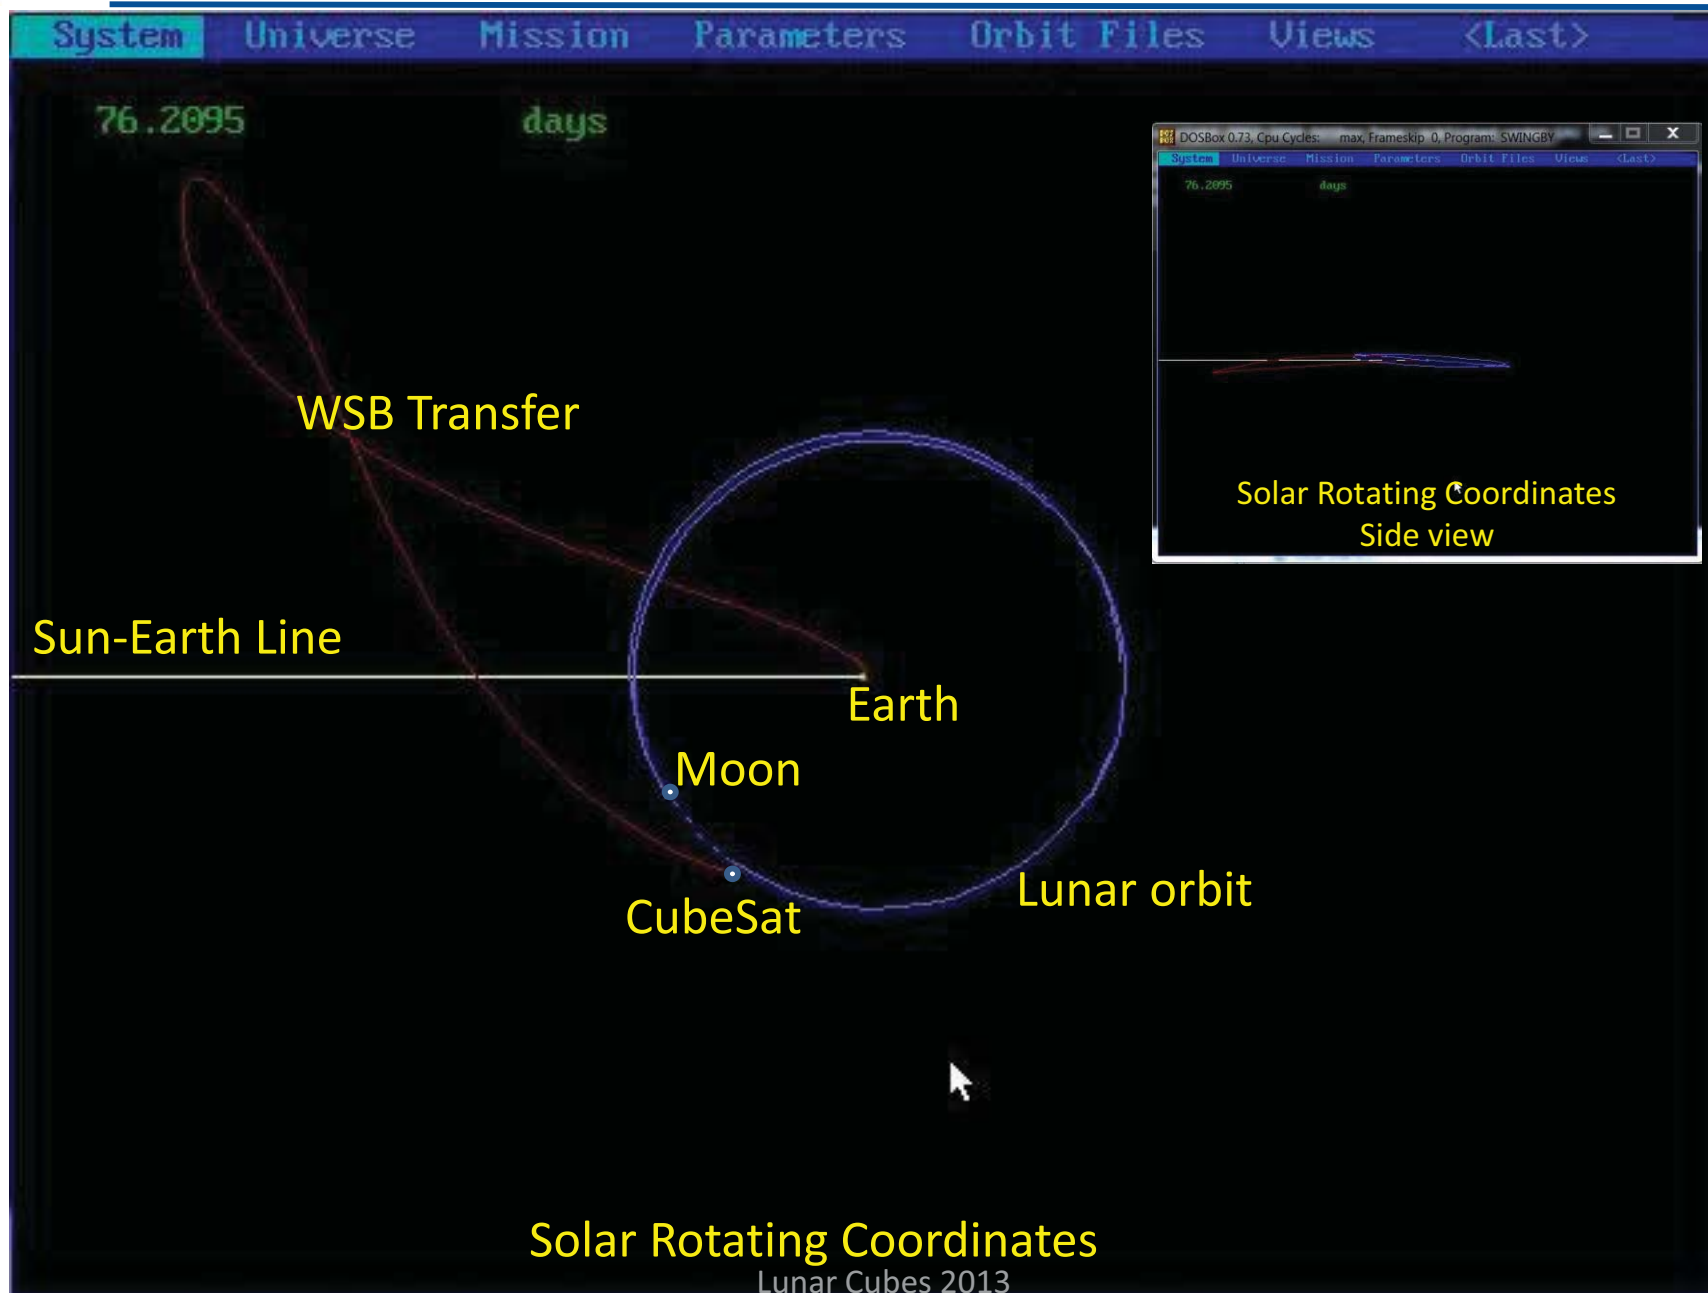 System Universe Mission Parameters Orbit Files Views <Last>
76.2095 days
DOSBox 0.73, Cpu Cycles: max, Frameskip 0, Program: SWINGBY
System Universe Mission Parameters Orbit Files Views <Last>
76.2095 days
Solar Rotating Coordinates
Side view
WSB Transfer
Sun-Earth Line
Earth
Moon
CubeSat
Lunar orbit
Solar Rotating Coordinates
Lunar Cubes 2013